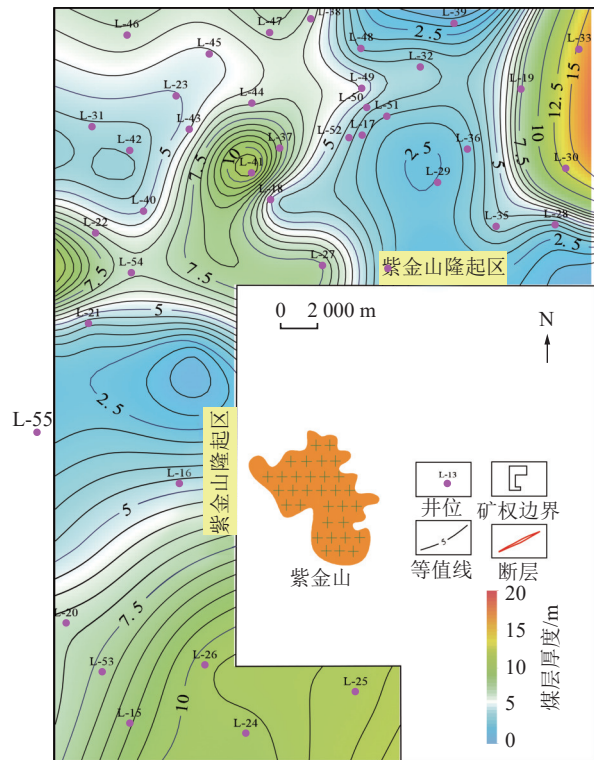 L-46
L-47
L-38
L-39
2.5
L-45
L-48
L-33
L-32
15
L-23
L-44
L-49
L-19
12.5
L-50
L-51
10
L-31
L-43
L-52
L-17
L-42
5
7.5
10
L-37
5
L-36
5
7.5
L-41
2.5
L-30
L-29
L-40
L-18
L-22
L-35
L-28
2.5
L-54
7.5
L-27
7.5
紫金山隆起区
5
L-21
0 2 000 m
N
2.5
L-55
紫金山隆起区
L-16
L-13
井位
矿权边界
5
5
等值线
断层
紫金山
L-20
7.5
20
15
10
5
0
煤层厚度/m
L-53
L-26
10
L-25
L-15
L-24